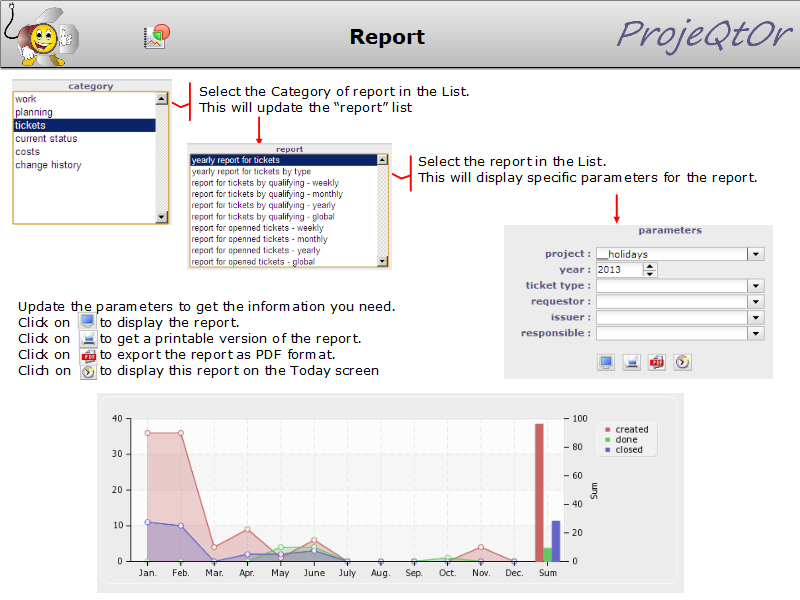 Report
ProjeQtOr
category
work
planning
tickets
current status
costs
change history
Select the Category of report in the List.
This will update the “report” list
report
yearly report for tickets
yearly report for tickets by type
report for tickets by qualifying - weekly
report for tickets by qualifying - monthly
report for tickets by qualifying - yearly
report for tickets by qualifying - global
report for openned tickets - weekly
report for openned tickets - monthly
report for opened tickets - yearly
report for opened tickets - global
Select the report in the List.
This will display specific parameters for the report.
parameters
project : __holidays
year : 2013
ticket type :
requestor :
issuer :
responsible :
Update the parameters to get the information you need.
Click on to display the report.
Click on to get a printable version of the report.
Click on PDF to export the report as PDF format.
Clich on to display this report on the Today screen
PDF
40
30
20
10
0
100
80
60
40
20
0
Sum
created
done
closed
Jan. Feb. Mar. Apr. May June July Aug. Sep. Oct. Nov. Dec. Sum